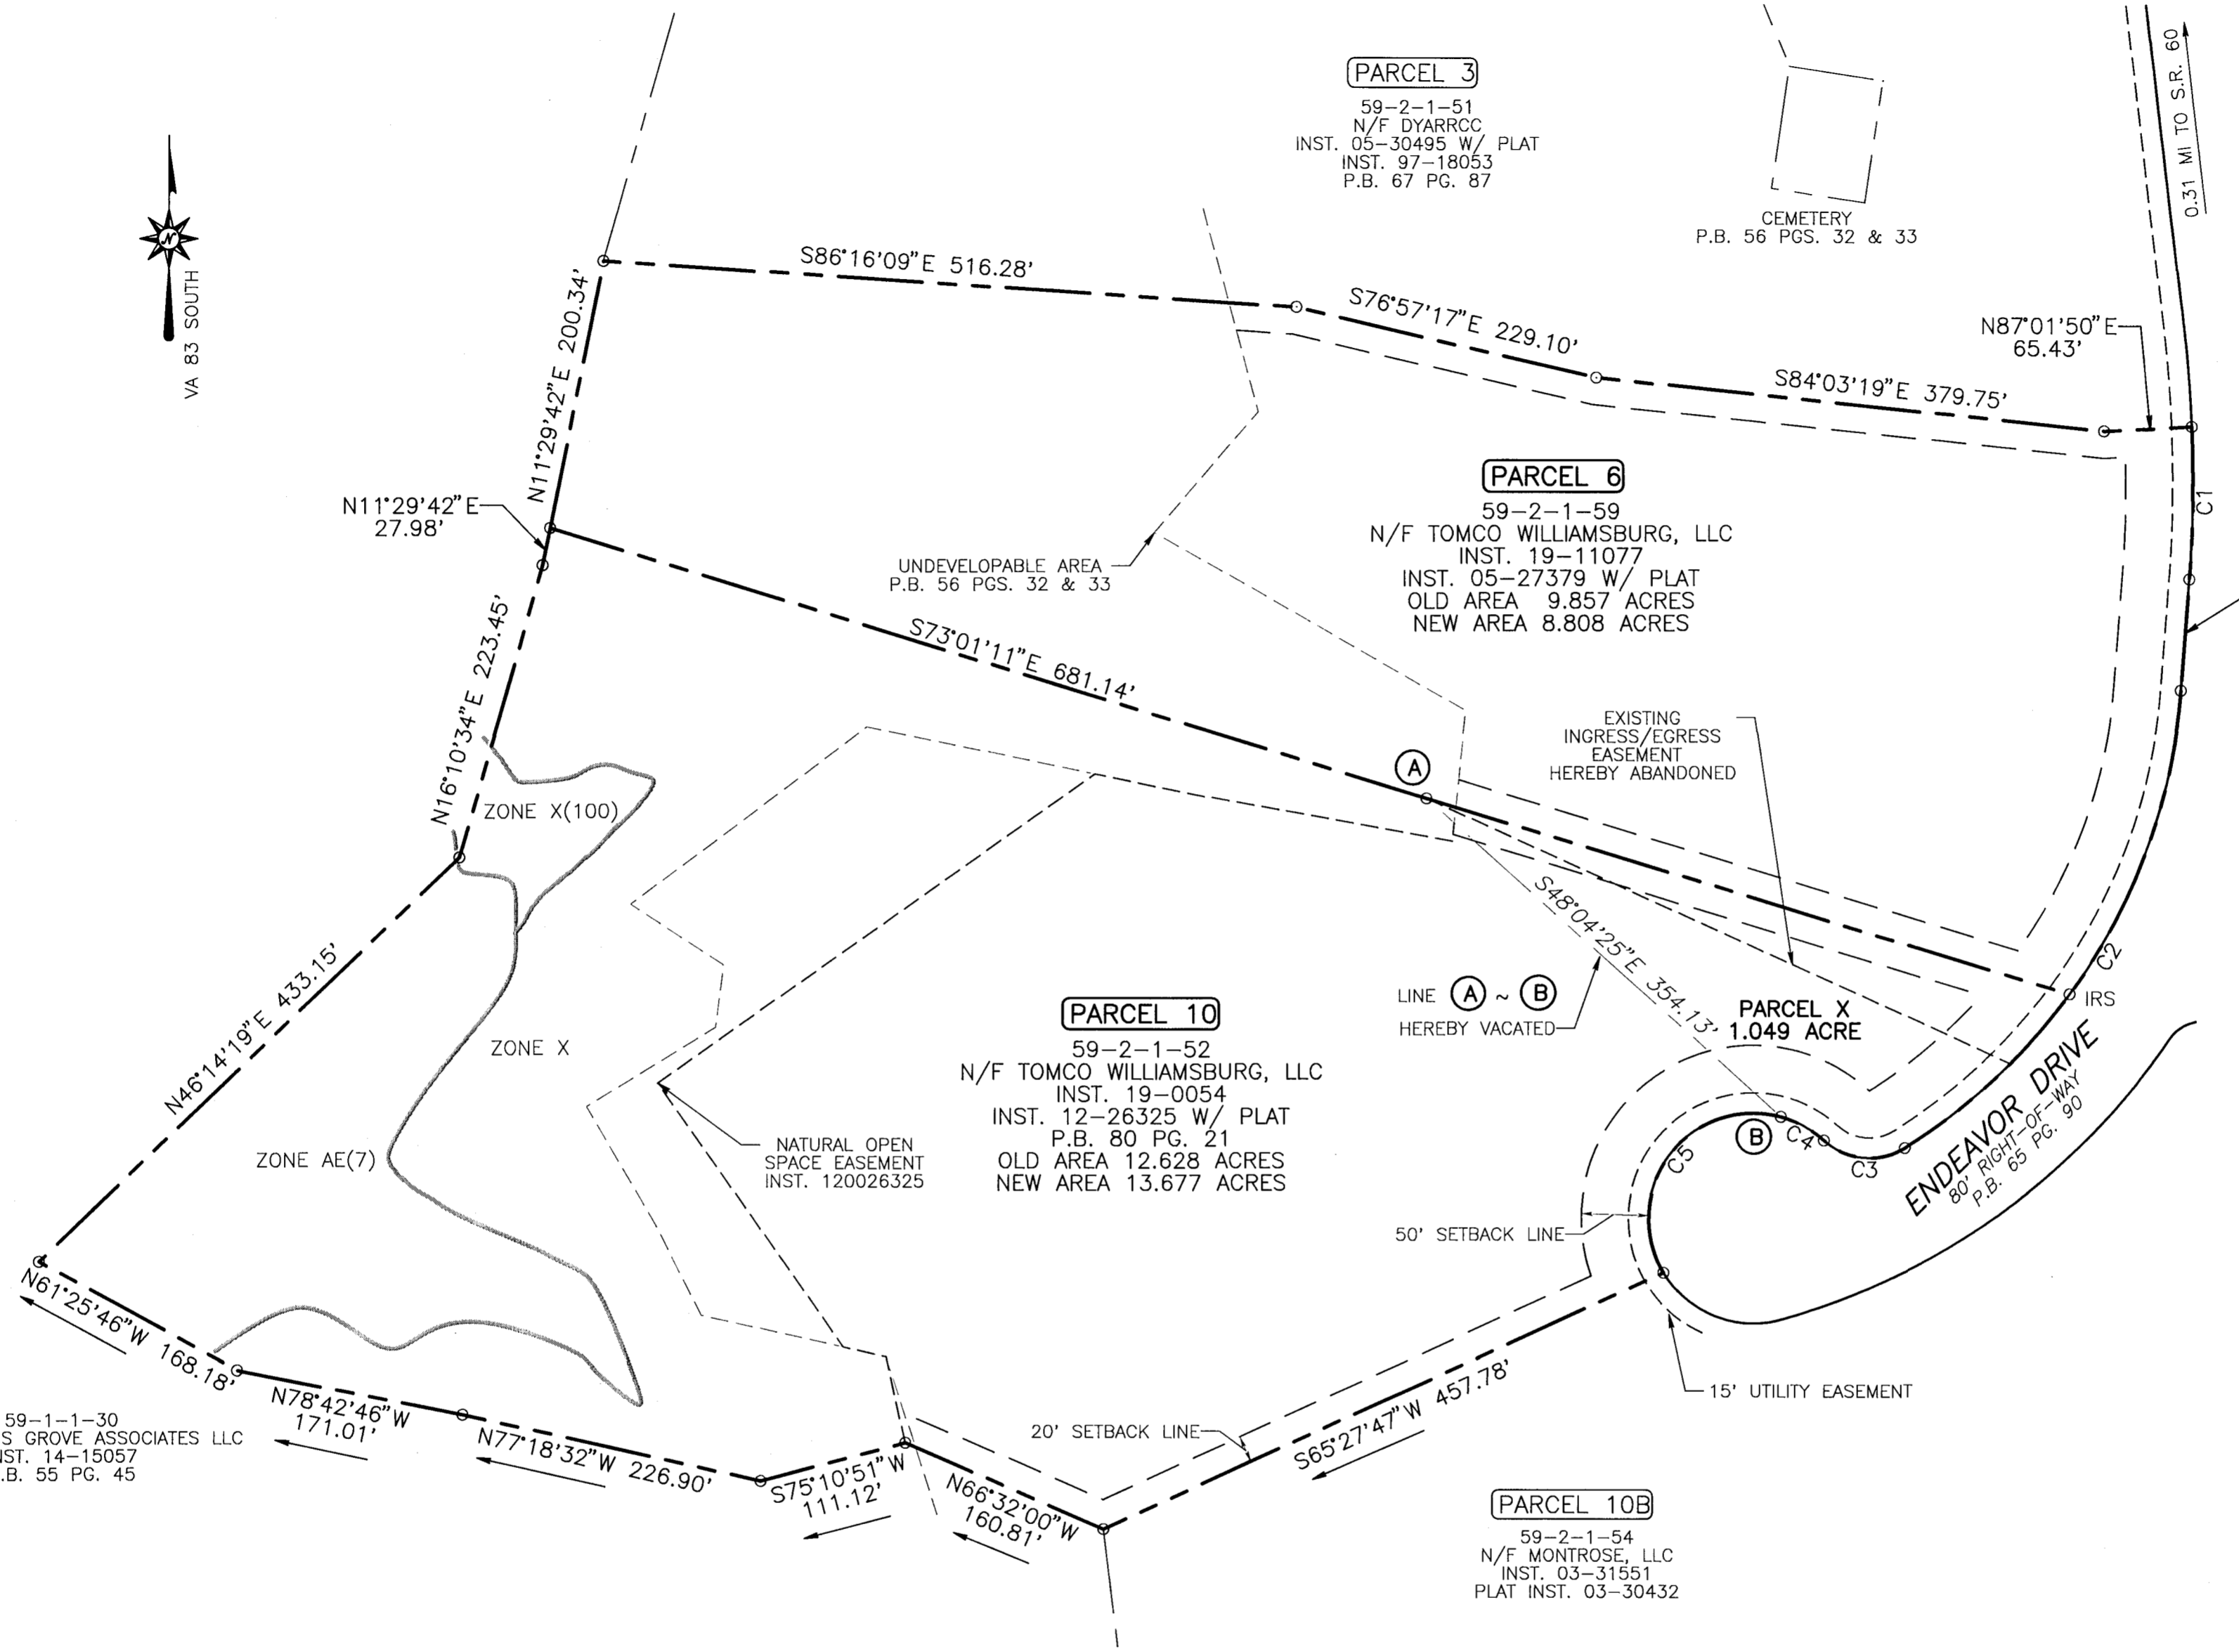 PARCEL 3
59-2-1-51
N/F DYARRCC
INST. 05-30495 W/ PLAT
INST. 97-18053
P.B. 67 PG. 87
0.31 MI TO S.R. 60
CEMETERY
P.B. 56 PGS. 32 & 33
N
VA 83 SOUTH
S86°16'09"E 516.28'
S76°57'17"E 229.10'
S84°03'19"E 379.75'
N87°01'50"E
65.43'
N11°29'42"E 200.34'
N11°29'42"E
27.98'
C1
PARCEL 6
59-2-1-59
N/F TOMCO WILLIAMSBURG, LLC
INST. 19-11077
INST. 05-27379 W/ PLAT
OLD AREA 9.857 ACRES
NEW AREA 8.808 ACRES
UNDEVELOPABLE AREA
P.B. 56 PGS. 32 & 33
S73°01'11"E 681.14'
N16°10'34"E 223.45'
EXISTING
INGRESS/EGRESS
EASEMENT
HEREBY ABANDONED
A
ZONE X(100)
S48°04'25"E 354.13'
C2
IRS
LINE A ~ B
HEREBY VACATED
PARCEL X
1.049 ACRE
N46°14'19"E 433.15'
ZONE X
PARCEL 10
59-2-1-52
N/F TOMCO WILLIAMSBURG, LLC
INST. 19-0054
INST. 12-26325 W/ PLAT
P.B. 80 PG. 21
OLD AREA 12.628 ACRES
NEW AREA 13.677 ACRES
NATURAL OPEN
SPACE EASEMENT
INST. 120026325
ZONE AE(7)
B
C4
C3
C5
ENDEAVOR DRIVE
80' RIGHT-OF-WAY
P.B. 65 PG. 90
50' SETBACK LINE
N61°25'46"W 168.18'
N78°42'46"W
171.01'
N77°18'32"W 226.90'
S75°10'51"W
111.12'
N66°32'00"W
160.81'
20' SETBACK LINE
S65°27'47"W 457.78'
15' UTILITY EASEMENT
59-1-1-30
S GROVE ASSOCIATES LLC
NST. 14-15057
.B. 55 PG. 45
PARCEL 10B
59-2-1-54
N/F MONTROSE, LLC
INST. 03-31551
PLAT INST. 03-30432